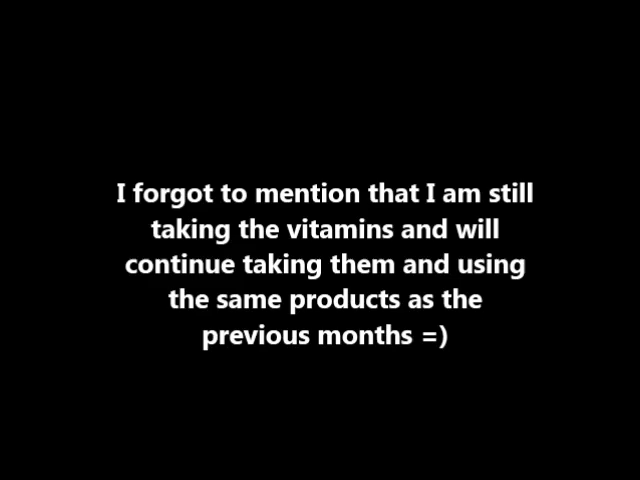 I forgot to mention that I am still
taking the vitamins and will
continue taking them and using
the same products as the
previous months =)